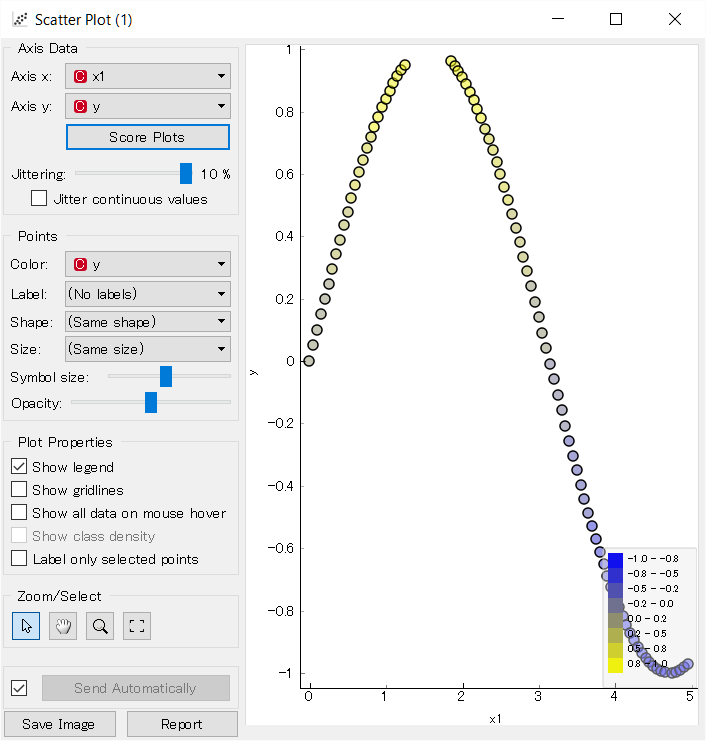 Scatter Plot (1)
Axis Data
Axis x: C x1
Axis y: C y
Score Plots
Jittering: 10 %
Jitter continuous values
Points
Color: C y
Label: (No labels)
Shape: (Same shape)
Size: (Same size)
Symbol size:
Opacity:
Plot Properties
Show legend
Show gridlines
Show all data on mouse hover
Show class density
Label only selected points
Zoom/Select
Send Automatically
Save Image
Report
1
0.8
0.6
0.4
0.2
0
-0.2
-0.4
-0.6
-0.8
-1
y
0
1
2
3
4
5
x1
-1.0 - -0.8
-0.8 - -0.5
-0.5 - -0.2
-0.2 - 0.0
0.0 - 0.2
0.2 - 0.5
0.5 - 0.8
0.8 - 1.0